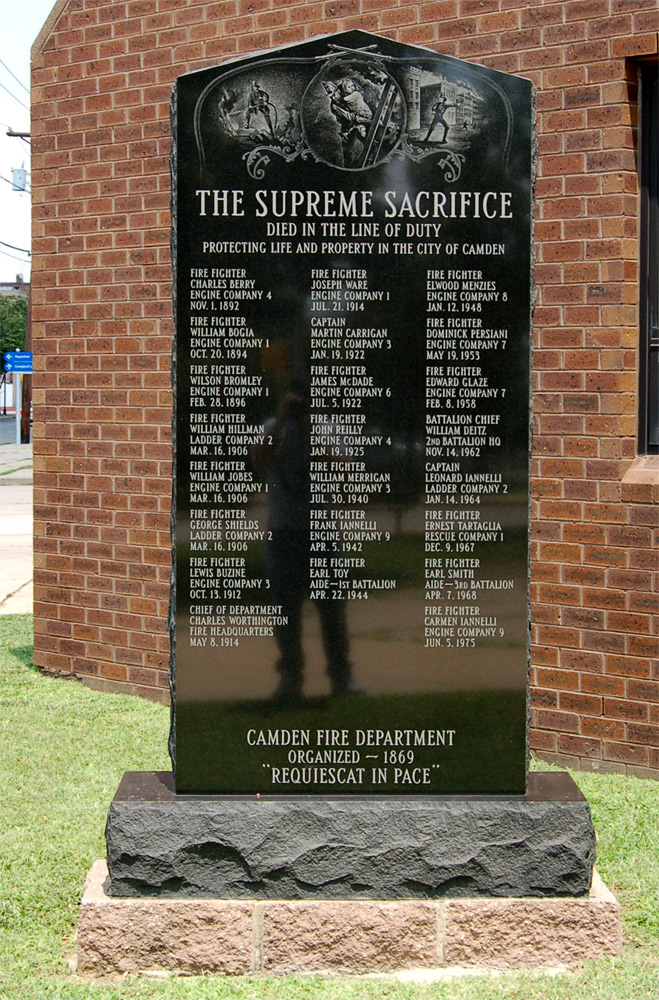 THE SUPREME SACRIFICE
DIED IN THE LINE OF DUTY
PROTECTING LIFE AND PROPERTY IN THE CITY OF CAMDEN
FIRE FIGHTER
CHARLES BERRY
ENGINE COMPANY 4
NOV. 1, 1892
FIRE FIGHTER
WILLIAM BOGIA
ENGINE COMPANY 1
OCT. 20, 1894
FIRE FIGHTER
WILSON BROMLEY
ENGINE COMPANY 1
FEB. 28, 1896
FIRE FIGHTER
WILLIAM HILLMAN
LADDER COMPANY 2
MAR. 16, 1906
FIRE FIGHTER
WILLIAM JOBES
ENGINE COMPANY 1
MAR. 16, 1906
FIRE FIGHTER
GEORGE SHIELDS
LADDER COMPANY 2
MAR. 16, 1906
FIRE FIGHTER
LEWIS BUZINE
ENGINE COMPANY 3
OCT. 13, 1912
CHIEF OF DEPARTMENT
CHARLES WORTHINGTON
FIRE HEADQUARTERS
MAY 8, 1914
FIRE FIGHTER
JOSEPH WARE
ENGINE COMPANY 1
JUL. 21, 1914
CAPTAIN
MARTIN CARRIGAN
ENGINE COMPANY 3
JAN. 19, 1922
FIRE FIGHTER
JAMES McDADE
ENGINE COMPANY 6
JUL. 5, 1922
FIRE FIGHTER
JOHN REILLY
ENGINE COMPANY 4
JAN. 19, 1925
FIRE FIGHTER
WILLIAM MERRIGAN
ENGINE COMPANY 3
JUL. 30, 1940
FIRE FIGHTER
FRANK IANNELLI
ENGINE COMPANY 9
APR. 5, 1942
FIRE FIGHTER
EARL TOY
AIDE—1ST BATTALION
APR. 22, 1944
FIRE FIGHTER
ELWOOD MENZIES
ENGINE COMPANY 8
JAN. 12, 1948
FIRE FIGHTER
DOMINICK PERSIANI
ENGINE COMPANY 7
MAY 19, 1953
FIRE FIGHTER
EDWARD GLAZE
ENGINE COMPANY 7
FEB. 8, 1958
BATTALION CHIEF
WILLIAM DEITZ
2ND BATTALION HQ
NOV. 14, 1962
CAPTAIN
LEONARD IANNELLI
LADDER COMPANY 2
JAN. 14, 1964
FIRE FIGHTER
ERNEST TARTAGLIA
RESCUE COMPANY 1
DEC. 9, 1967
FIRE FIGHTER
EARL SMITH
AIDE—3RD BATTALION
APR. 7, 1968
FIRE FIGHTER
CARMEN IANNELLI
ENGINE COMPANY 9
JUN. 5, 1975
CAMDEN FIRE DEPARTMENT
ORGANIZED ~ 1869
"REQUIESCAT IN PACE"